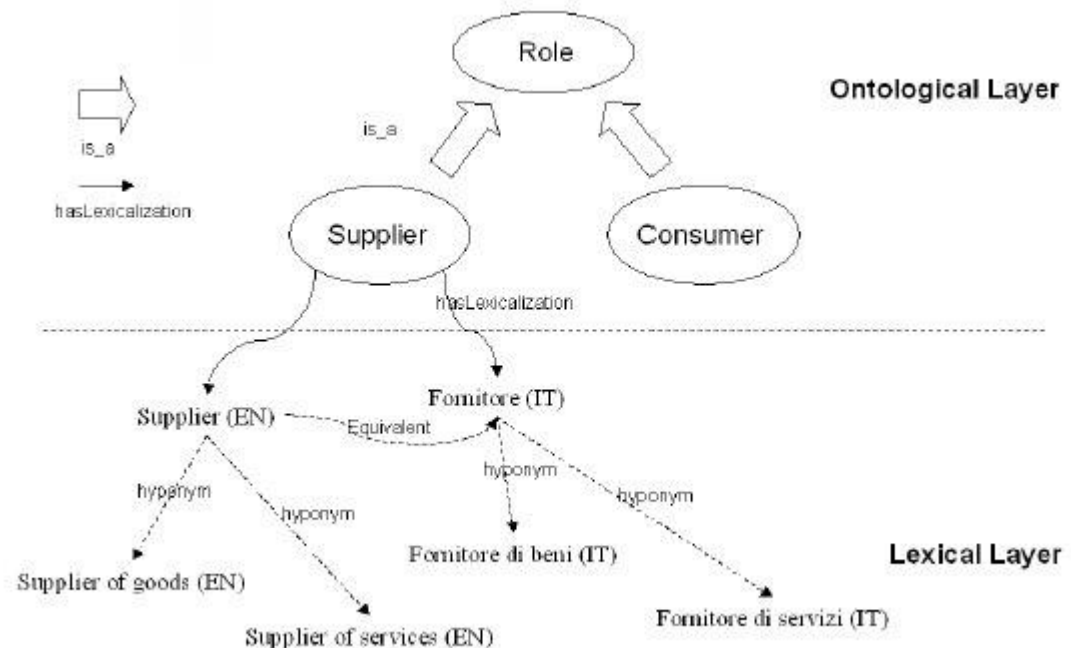 Role
Ontological Layer
is_a
is_a
hasLexicalization
Supplier
Consumer
hasLexicalization
Fornitore (IT)
Supplier (EN)
Equivalent
hyponym
hyponym
hyponym
hyponym
Fornitore di beni (IT)
Lexical Layer
Supplier of goods (EN)
Fornitore di servizi (IT)
Supplier of services (EN)